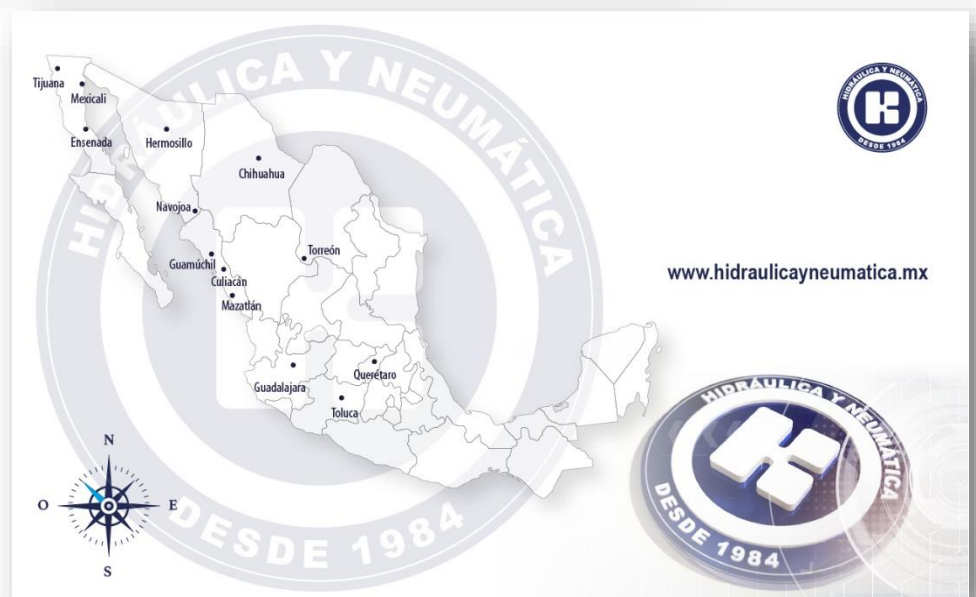 HIDRÁULICA Y NEUMÁTICA
DESDE 1984
Tijuana
Mexicali
Ensenada
Hermosillo
Chihuahua
Navojoa
Guamúchil
Culiacán
Mazatlán
Torreón
Guadalajara
Querétaro
Toluca
N
O
E
S
HIDRÁULICA Y NEUMÁTICA
DESDE 1984
www.hidraulicayneumatica.mx
HIDRÁULICA Y NEUMÁTICA
DESDE 1984